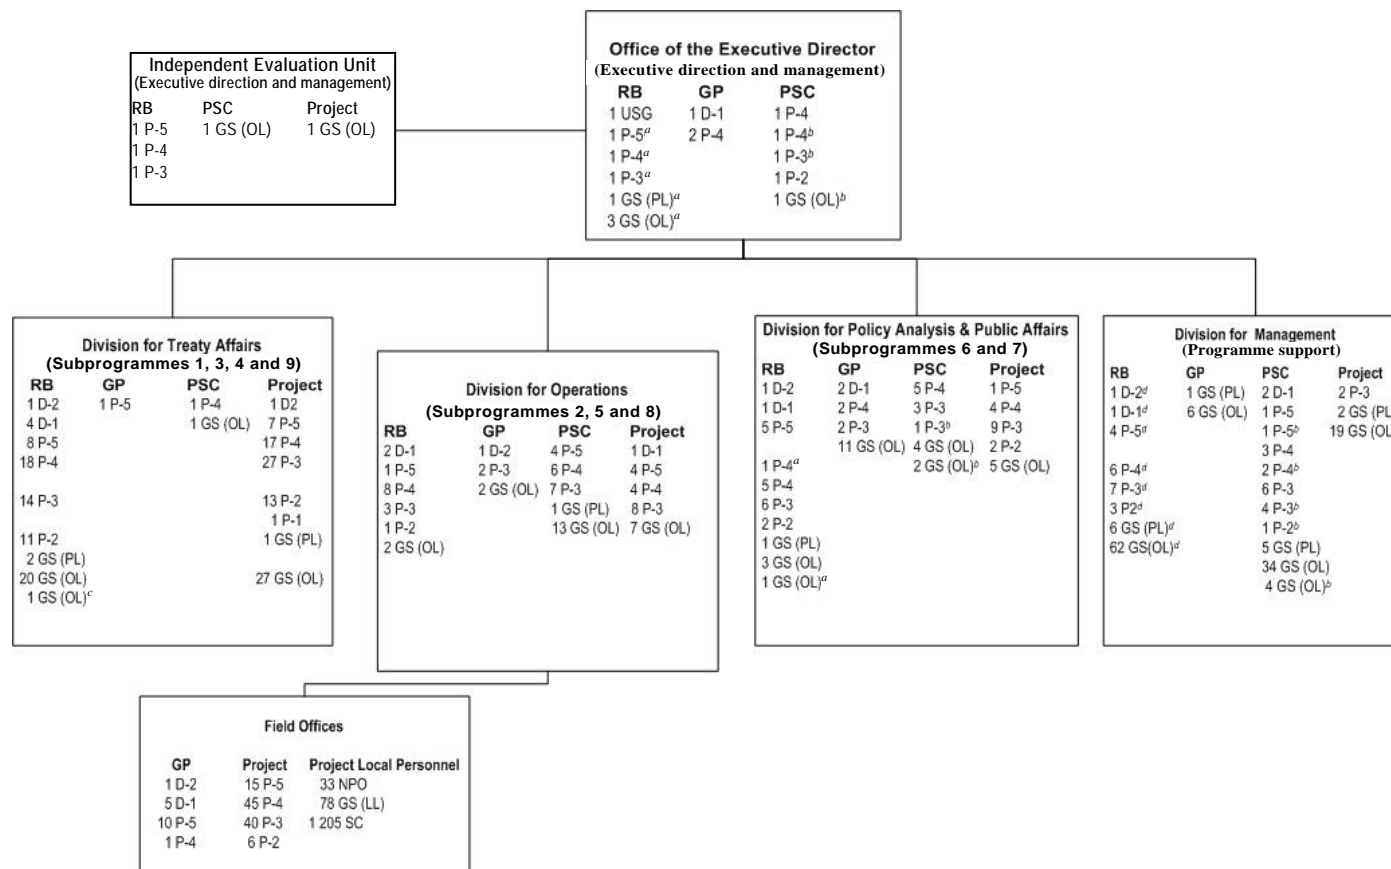 Independent Evaluation Unit
(Executive direction and management)
RB PSC Project
1 P-5 1 GS (OL) 1 GS (OL)
1 P-4
1 P-3
Office of the Executive Director
(Executive direction and management)
RB GP PSC
1 USG 1 D-1 1 P-4
1 P-5ᵃ 2 P-4 1 P-4ᵇ
1 P-4ᵃ 1 P-3ᵇ
1 P-3ᵃ 1 P-2
1 GS (PL)ᵃ 1 GS (OL)ᵇ
3 GS (OL)ᵃ
Division for Treaty Affairs
(Subprogrammes 1, 3, 4 and 9)
RB GP PSC Project
1 D-2 1 P-5 1 P-4 1 D2
4 D-1 1 GS (OL) 7 P-5
8 P-5 17 P-4
18 P-4 27 P-3
14 P-3 13 P-2
1 P-1
11 P-2 1 GS (PL)
2 GS (PL)
20 GS (OL) 27 GS (OL)
1 GS (OL)ᶜ
Division for Operations
(Subprogrammes 2, 5 and 8)
RB GP PSC Project
2 D-1 1 D-2 4 P-5 1 D-1
1 P-5 2 P-3 6 P-4 4 P-5
8 P-4 2 GS (OL) 7 P-3 4 P-4
3 P-3 1 GS (PL) 8 P-3
1 P-2 13 GS (OL) 7 GS (OL)
2 GS (OL)
Division for Policy Analysis & Public Affairs
(Subprogrammes 6 and 7)
RB GP PSC Project
1 D-2 2 D-1 5 P-4 1 P-5
1 D-1 2 P-4 3 P-3 4 P-4
5 P-5 2 P-3 1 P-3ᵇ 9 P-3
11 GS (OL) 4 GS (OL) 2 P-2
1 P-4ᵃ 2 GS (OL)ᵇ 5 GS (OL)
5 P-4
6 P-3
2 P-2
1 GS (PL)
3 GS (OL)
1 GS (OL)ᵃ
Division for Management
(Programme support)
RB GP PSC Project
1 D-2ᵈ 1 GS (PL) 2 D-1 2 P-3
1 D-1ᵈ 6 GS (OL) 1 P-5 2 GS (PL
4 P-5ᵈ 1 P-5ᵇ 19 GS (OL
3 P-4
6 P-4ᵈ 2 P-4ᵇ
7 P-3ᵈ 6 P-3
3 P2ᵈ 4 P-3ᵇ
6 GS (PL)ᵈ 1 P-2ᵇ
62 GS(OL)ᵈ 5 GS (PL)
34 GS (OL)
4 GS (OL)ᵇ
Field Offices
GP Project Project Local Personnel
1 D-2 15 P-5 33 NPO
5 D-1 45 P-4 78 GS (LL)
10 P-5 40 P-3 1 205 SC
1 P-4 6 P-2